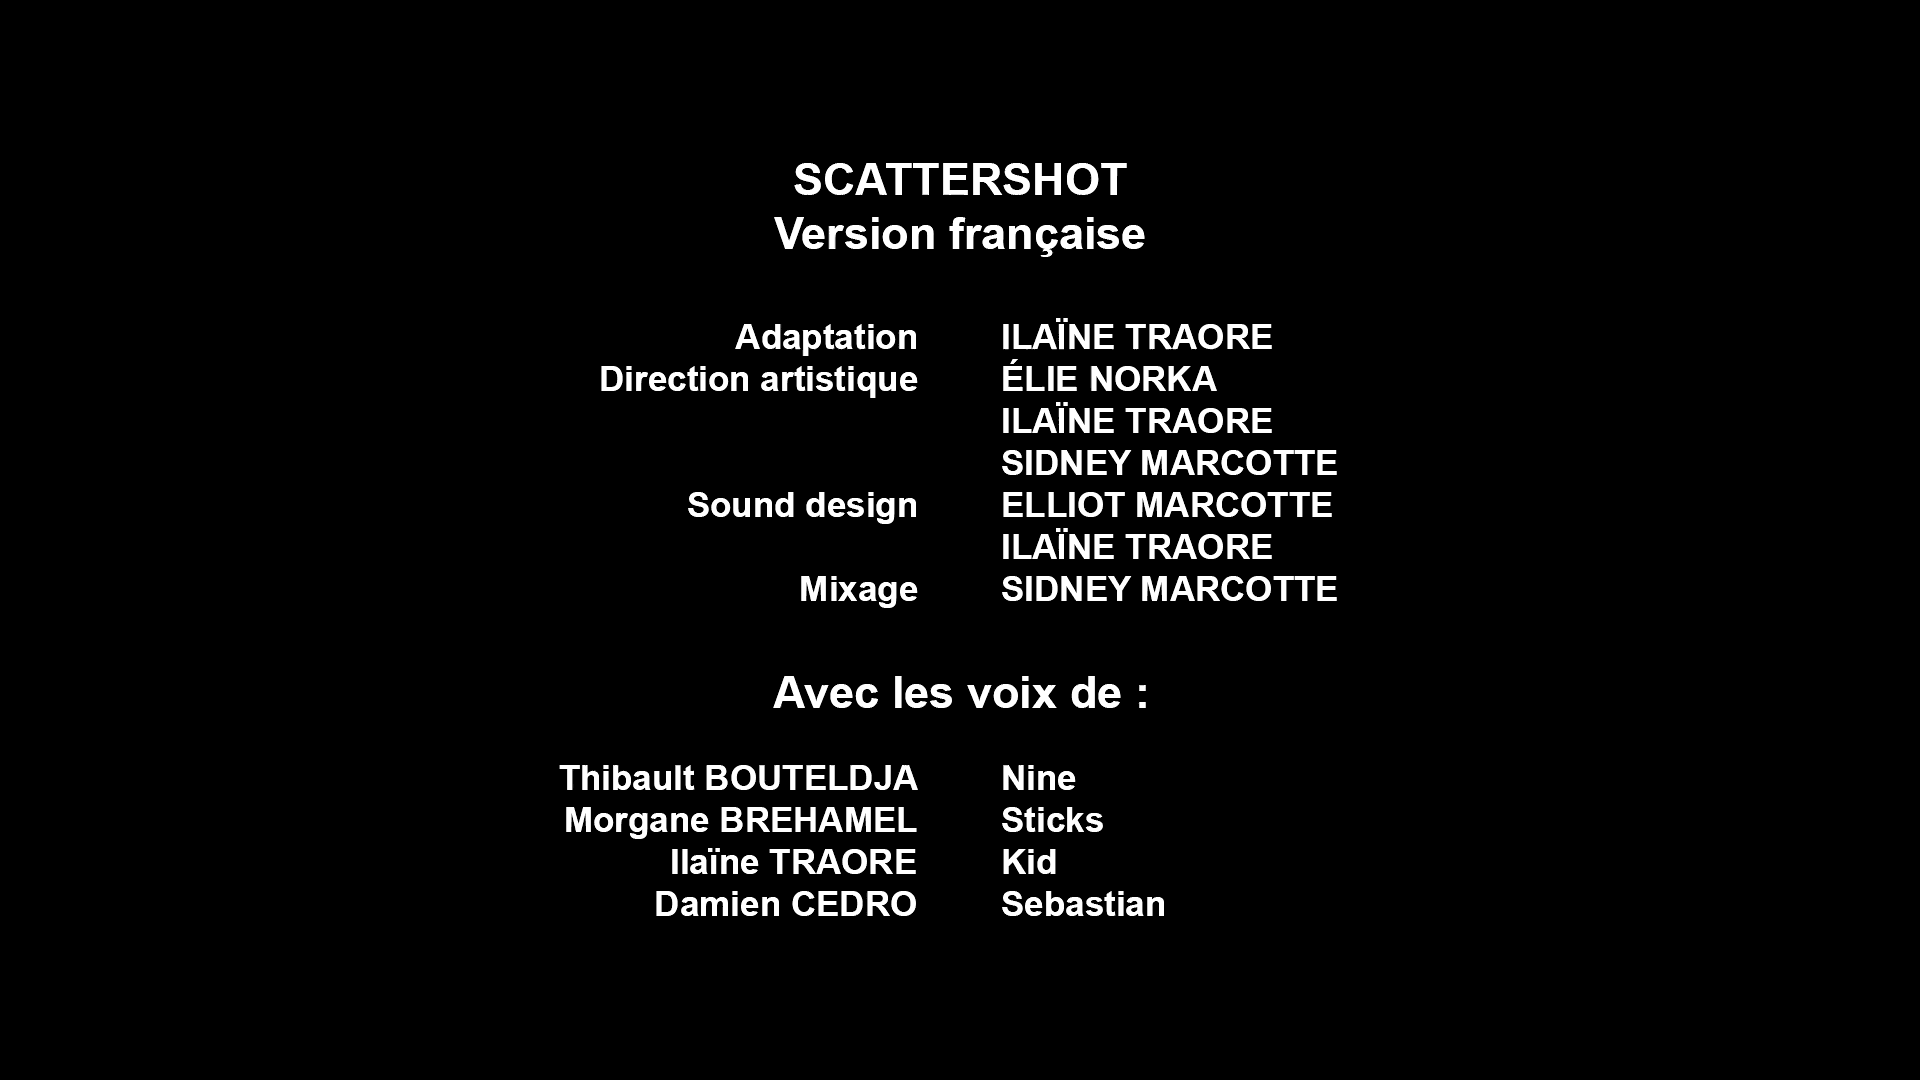 SCATTERSHOT
Version française
Adaptation ILAÏNE TRAORE
Direction artistique ÉLIE NORKA
ILAÏNE TRAORE
SIDNEY MARCOTTE
Sound design ELLIOT MARCOTTE
ILAÏNE TRAORE
Mixage SIDNEY MARCOTTE
Avec les voix de :
Thibault BOUTELDJA Nine
Morgane BREHAMEL Sticks
Ilaïne TRAORE Kid
Damien CEDRO Sebastian